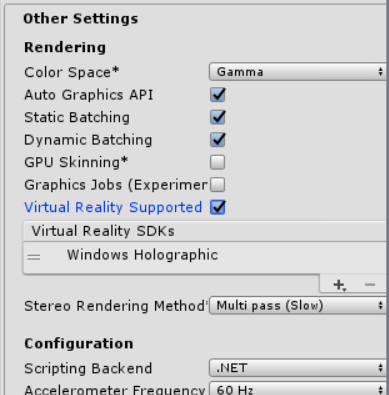 Other Settings
Rendering
Color Space* Gamma
Auto Graphics API
Static Batching
Dynamic Batching
GPU Skinning*
Graphics Jobs (Experimen
Virtual Reality Supported
Virtual Reality SDKs
Windows Holographic
Stereo Rendering Method* Multi pass (Slow)
Configuration
Scripting Backend .NET
Accelerometer Frequency 60 Hz